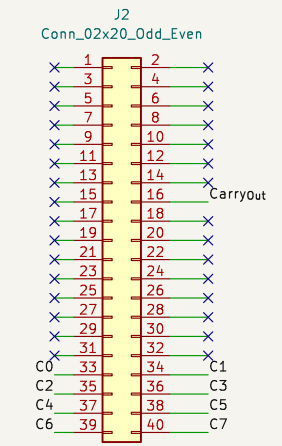 J2
Conn_02x20_Odd_Even
1 2
3 4
5 6
7 8
9 10
11 12
13 14
15 16 CarryOut
17 18
19 20
21 22
23 24
25 26
27 28
29 30
31 32
C0 33 34 C1
C2 35 36 C3
C4 37 38 C5
C6 39 40 C7